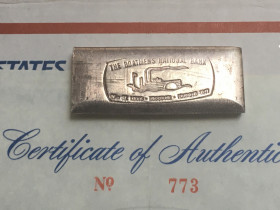 STATES
THE BOATMEN'S NATIONAL BANK
Certificate of Authentic
Nº 773